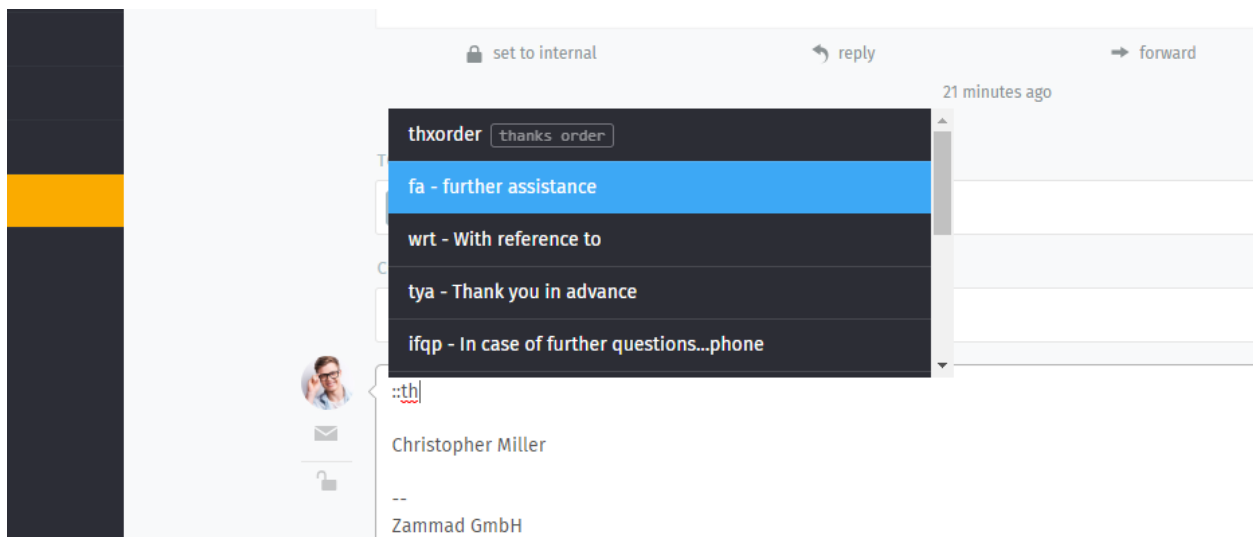 set to internal reply forward
21 minutes ago
thxorder thanks order
T
fa - further assistance
wrt - With reference to
C
tya - Thank you in advance
ifqp - In case of further questions...phone
::th
Christopher Miller
--
Zammad GmbH